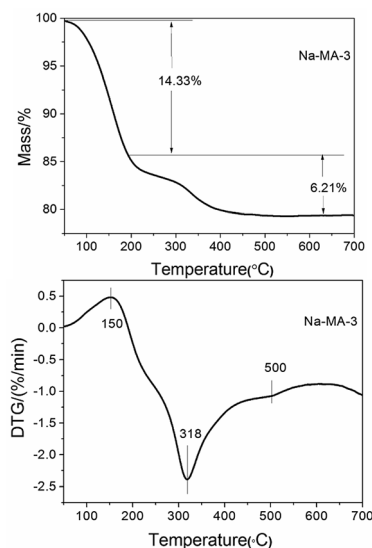 100
95
90
85
80
Mass/%
Na-MA-3
14.33%
6.21%
100 200 300 400 500 600 700
Temperature(°C)
0.5
0.0
-0.5
-1.0
-1.5
-2.0
-2.5
DTG/(%/min)
Na-MA-3
150
500
318
100 200 300 400 500 600 700
Temperature(°C)